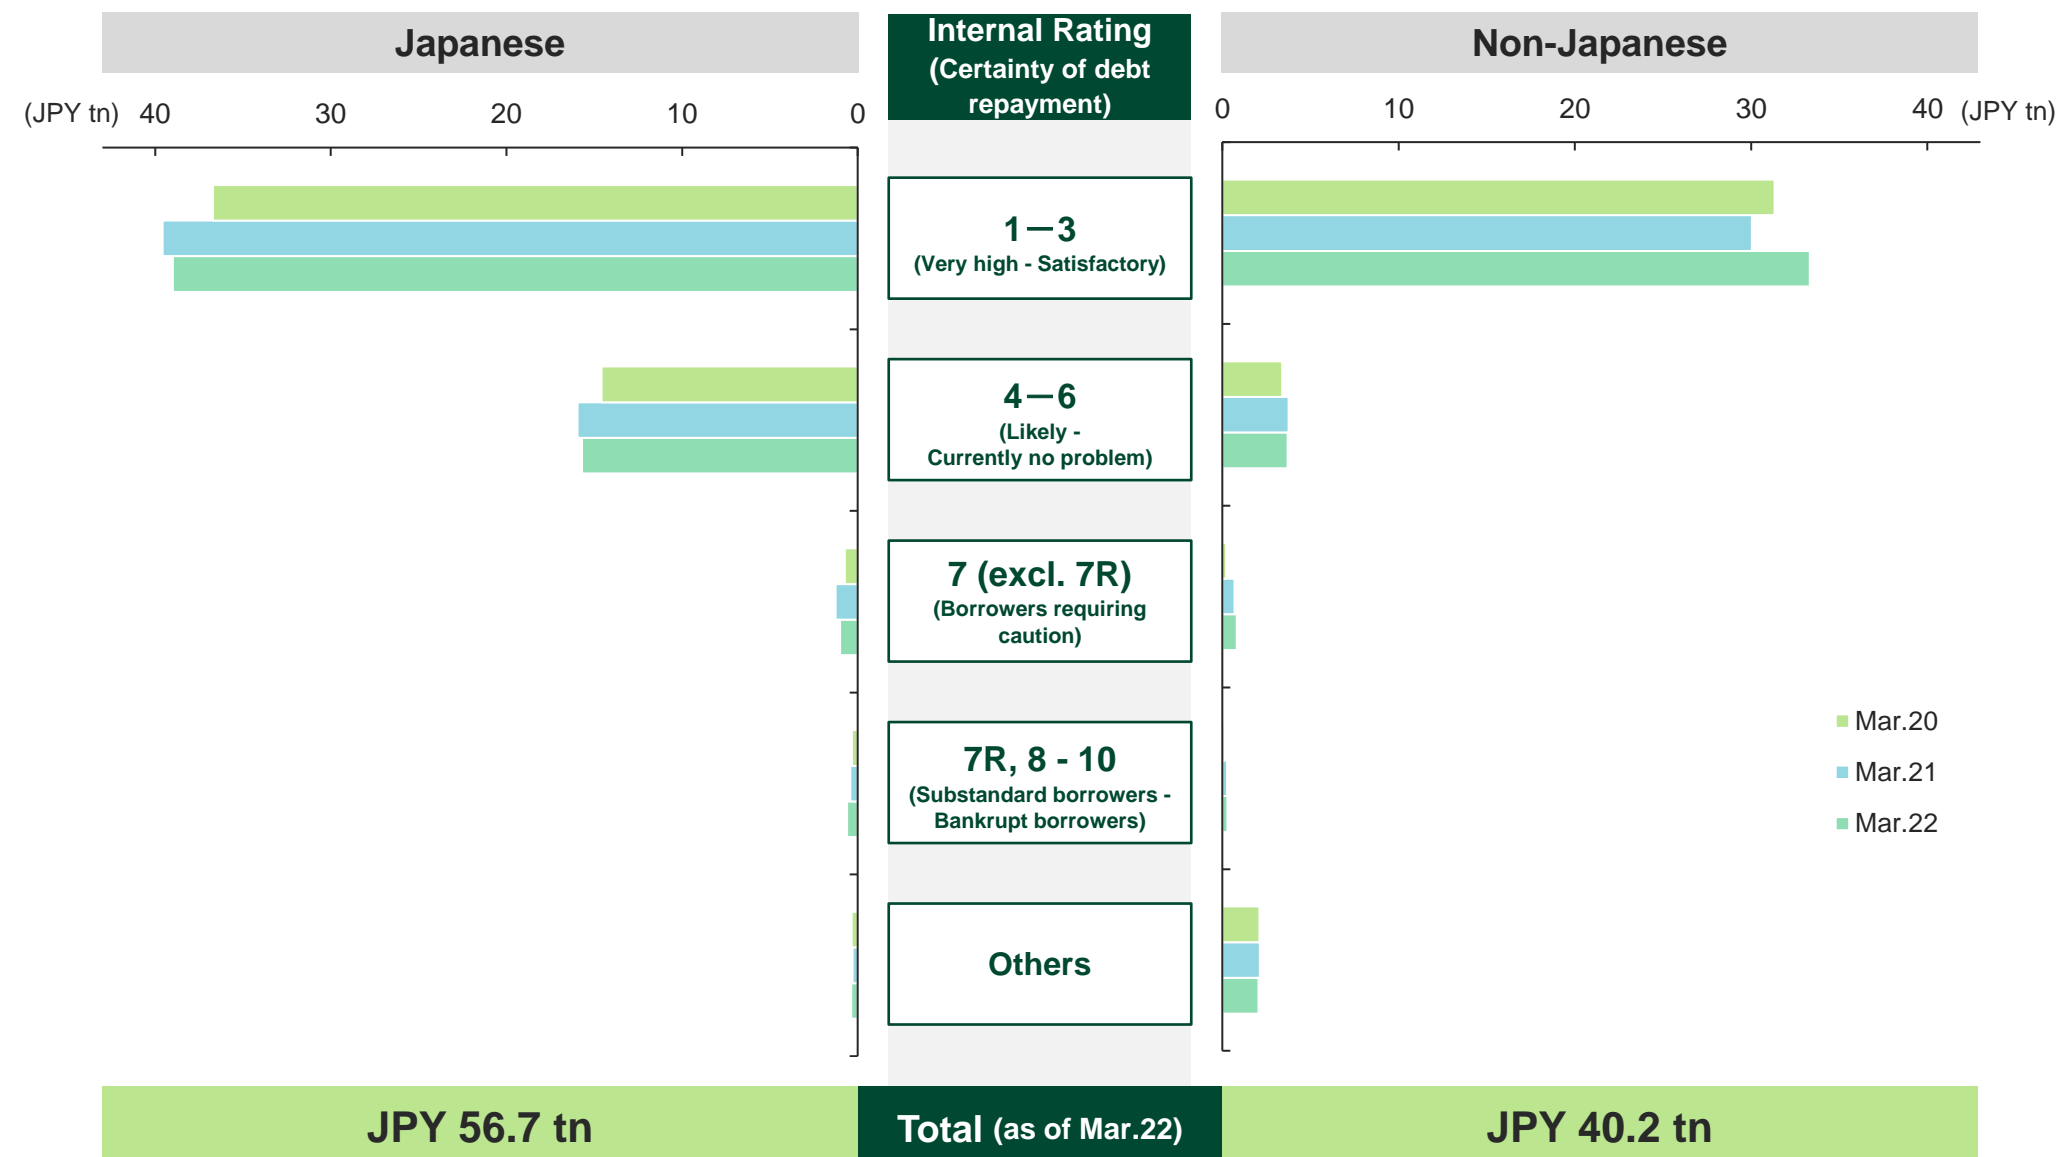 Japanese
Internal Rating
(Certainty of debt
repayment)
Non-Japanese
(JPY tn) 40 30 20 10 0
0 10 20 30 40 (JPY tn)
1－3
(Very high - Satisfactory)
4－6
(Likely -
Currently no problem)
7 (excl. 7R)
(Borrowers requiring
caution)
7R, 8 - 10
(Substandard borrowers -
Bankrupt borrowers)
Others
Mar.20
Mar.21
Mar.22
JPY 56.7 tn
Total (as of Mar.22)
JPY 40.2 tn